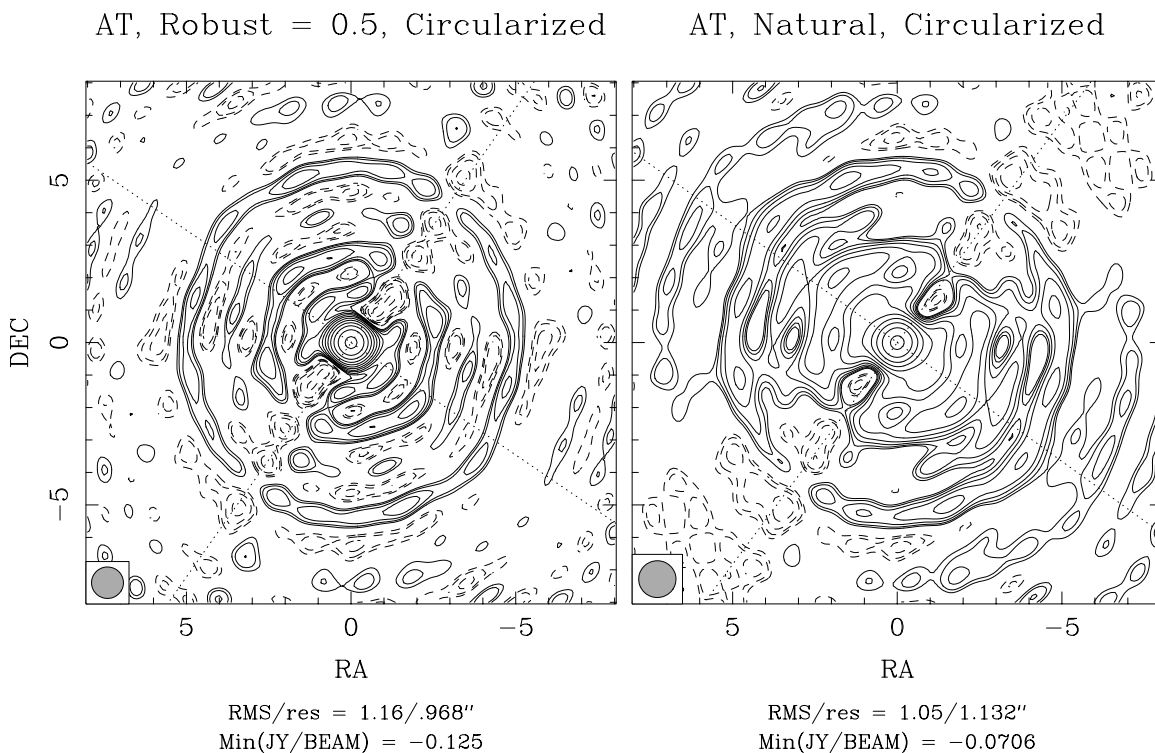 AT, Robust = 0.5, Circularized
AT, Natural, Circularized
DEC
5
0
−5
5
0
−5
5
0
−5
RA
RA
RMS/res = 1.16/.968"
Min(JY/BEAM) = −0.125
RMS/res = 1.05/1.132"
Min(JY/BEAM) = −0.0706